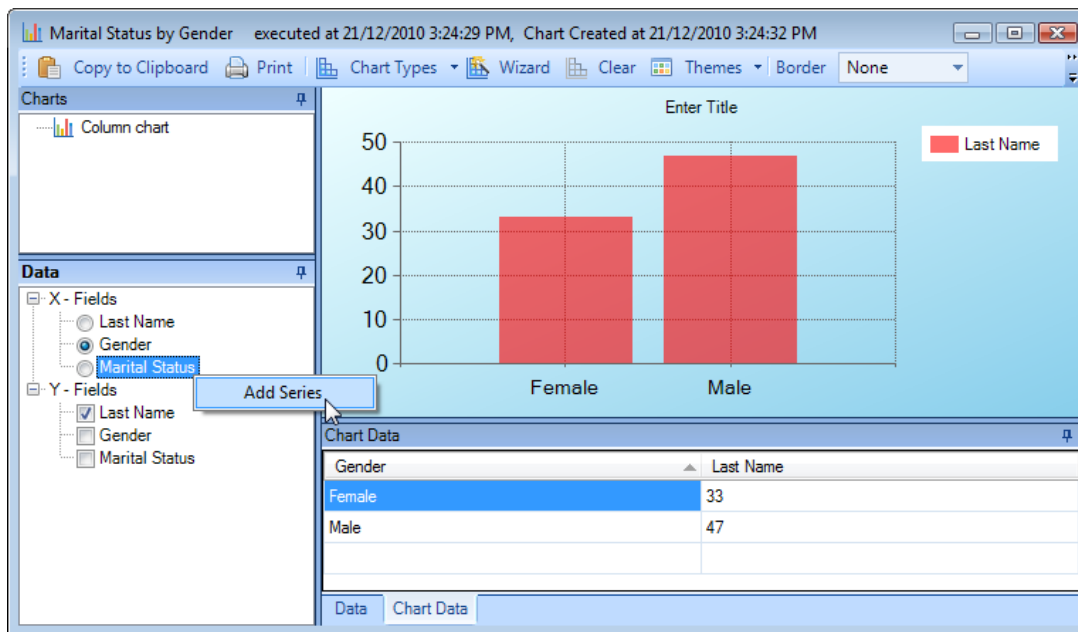 Marital Status by Gender executed at 21/12/2010 3:24:29 PM, Chart Created at 21/12/2010 3:24:32 PM
Copy to Clipboard Print Chart Types Wizard Clear Themes Border None
Charts
Column chart
Data
X - Fields
Last Name
Gender
Marital Status
Y - Fields
Last Name
Gender
Marital Status
Add Series
Enter Title
Last Name
50
40
30
20
10
0
Female Male
Chart Data
Gender Last Name
Female 33
Male 47
Data Chart Data